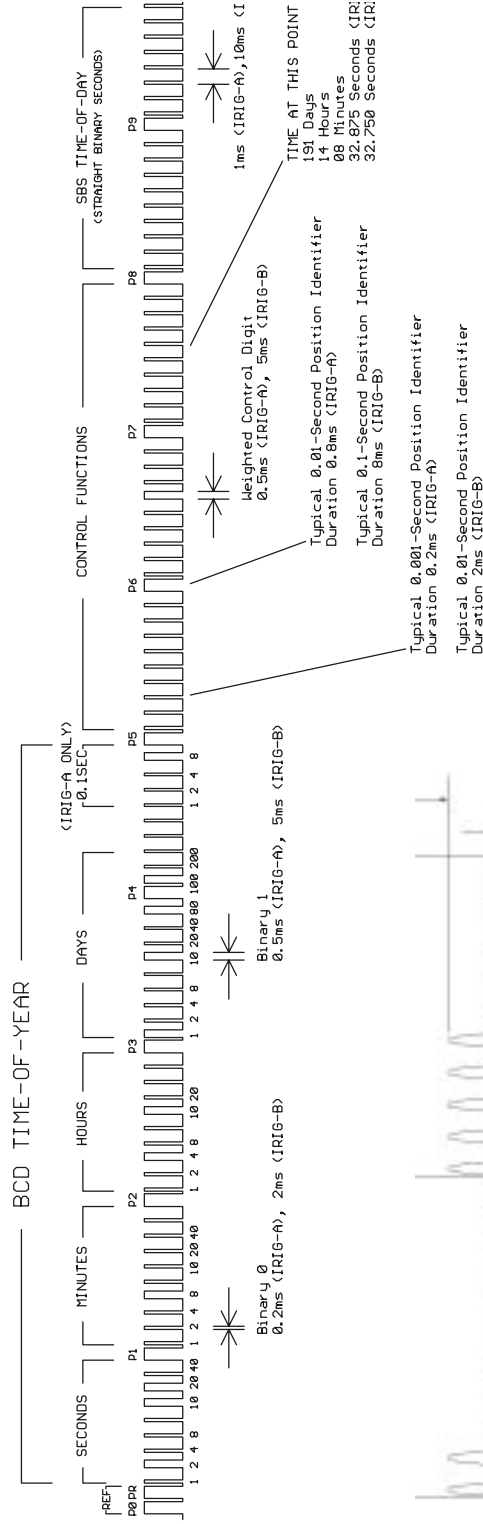 BCD TIME-OF-YEAR
(IRIG-A ONLY)
REF
SECONDS
MINUTES
HOURS
DAYS
0.1SEC
CONTROL FUNCTIONS
SBS TIME-OF-DAY
(STRAIGHT BINARY SECONDS)
P0 PR P1 P2 P3 P4 P5 P6 P7 P8 P9
1 2 4 8 10 20 40 1 2 4 8 10 20 40 1 2 4 8 10 20 1 2 4 8 10 20 40 80 100 200 1 2 4 8
Binary 0
0.2ms (IRIG-A), 2ms (IRIG-B)
Binary 1
0.5ms (IRIG-A), 5ms (IRIG-B)
Weighted Control Digit
0.5ms (IRIG-A), 5ms (IRIG-B)
1ms (IRIG-A),10ms (I
TIME AT THIS POINT
191 Days
14 Hours
08 Minutes
32.875 Seconds (IRI
32.750 Seconds (IRI
Typical 0.01-Second Position Identifier
Duration 0.8ms (IRIG-A)
Typical 0.1-Second Position Identifier
Duration 8ms (IRIG-B)
Typical 0.001-Second Position Identifier
Duration 0.2ms (IRIG-A)
Typical 0.01-Second Position Identifier
Duration 2ms (IRIG-B)